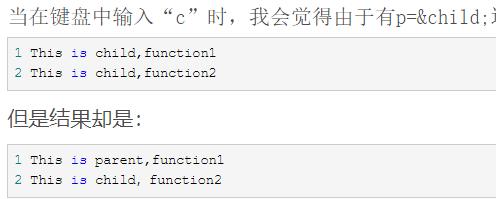 当在键盘中输入“c”时，我会觉得由于有p=&child;
1 This is child,function1
2 This is child,function2
但是结果却是:
1 This is parent,function1
2 This is child, function2